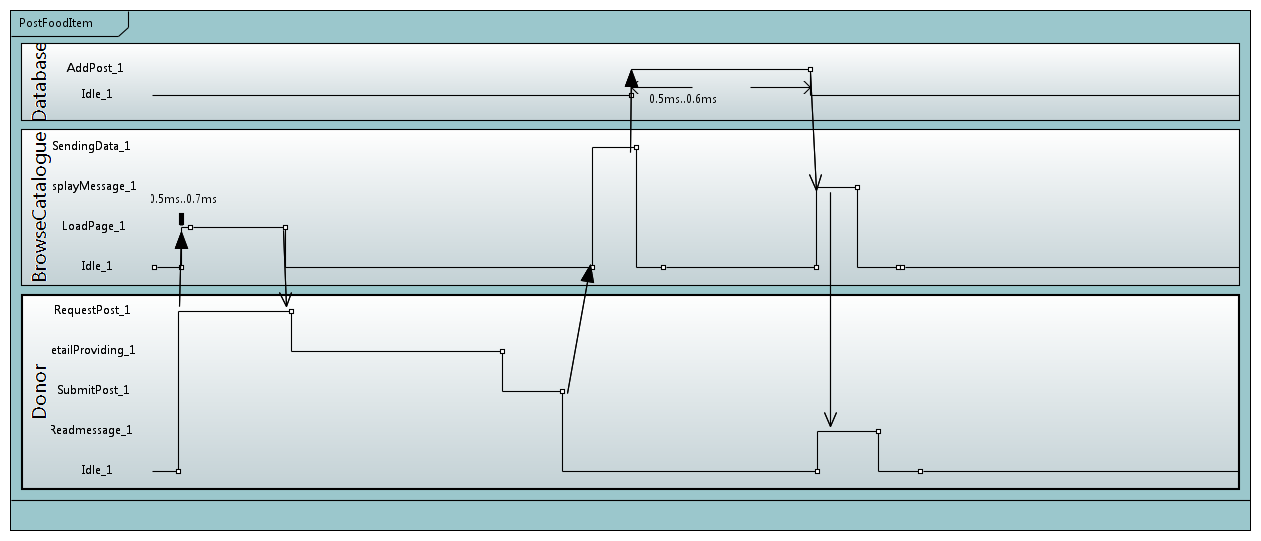 PostFoodItem
Database
AddPost_1
Idle_1
0.5ms..0.6ms
BrowseCatalogue
SendingData_1
splayMessage_1
0.5ms..0.7ms
LoadPage_1
Idle_1
Donor
RequestPost_1
etailProviding_1
SubmitPost_1
Readmessage_1
Idle_1